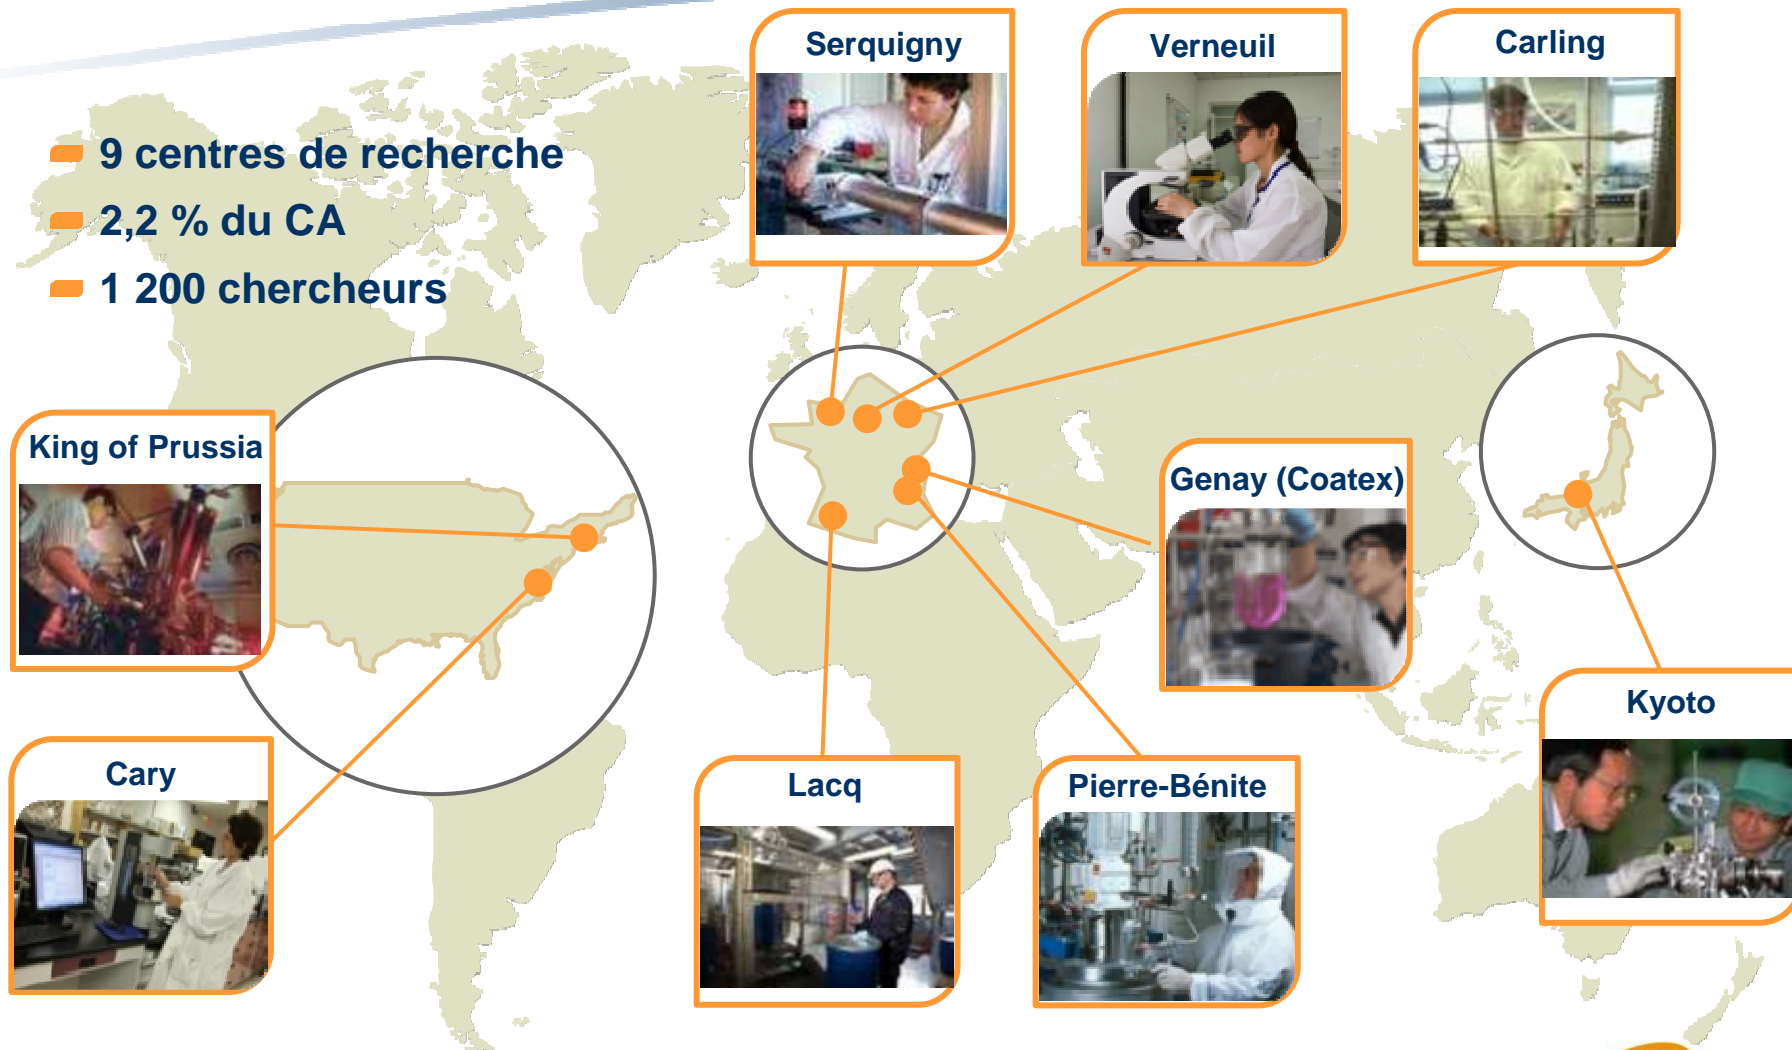 Serquigny
Verneuil
Carling
9 centres de recherche
2,2 % du CA
1 200 chercheurs
King of Prussia
Genay (Coatex)
Kyoto
Cary
Lacq
Pierre-Bénite